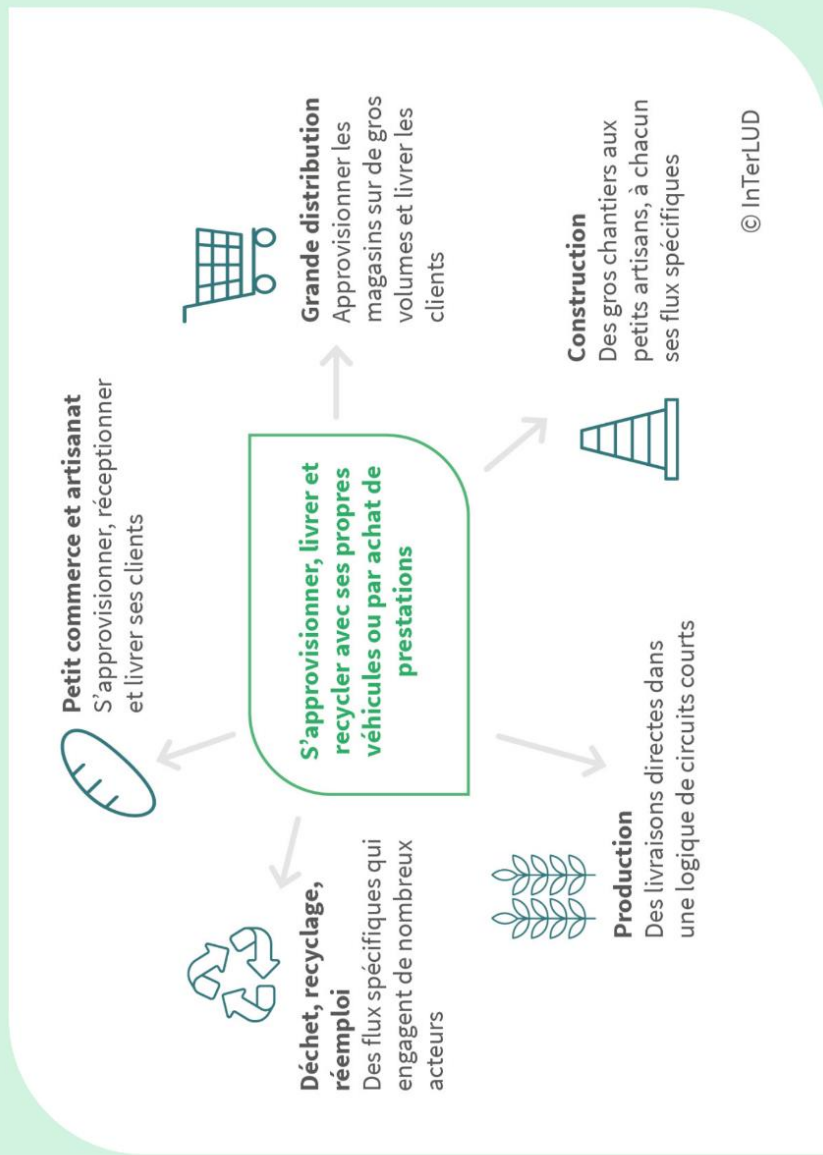 Petit commerce et artisanat
S'approvisionner, réceptionner
et livrer ses clients
Grande distribution
Approvisionner les
magasins sur de gros
volumes et livrer les
clients
Construction
Des gros chantiers aux
petits artisans, à chacun
ses flux spécifiques
Production
Des livraisons directes dans
une logique de circuits courts
Déchet, recyclage,
réemploi
Des flux spécifiques qui
engagent de nombreux
acteurs
S'approvisionner, livrer et
recycler avec ses propres
véhicules ou par achat de
prestations
© InTerLUD